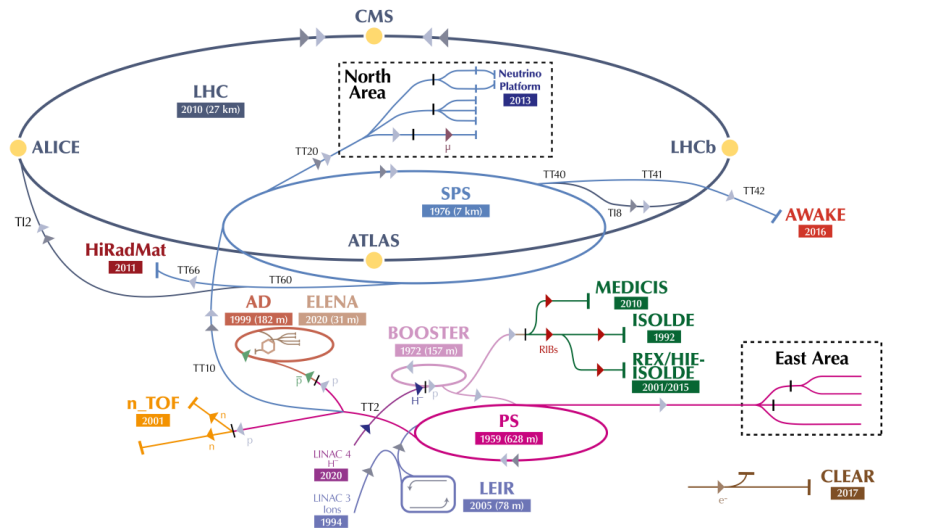 CMS
North
Area
Neutrino
Platform
2013
LHC
2010 (27 km)
ALICE
LHCb
TT20
μ
TT40
TT41
TT42
SPS
1976 (7 km)
TI8
AWAKE
2016
TI2
ATLAS
HiRadMat
2011
TT66
TT60
AD
1999 (182 m)
ELENA
2020 (31 m)
MEDICIS
2010
ISOLDE
1992
BOOSTER
1972 (157 m)
RIBs
REX/HIE-
ISOLDE
2001/2015
East Area
TT10
p̅
p
H⁻
p
n_TOF
2001
n
n
p
TT2
PS
1959 (628 m)
LINAC 4
H⁻
2020
LINAC 3
Ions
1994
LEIR
2005 (78 m)
CLEAR
2017
e⁻